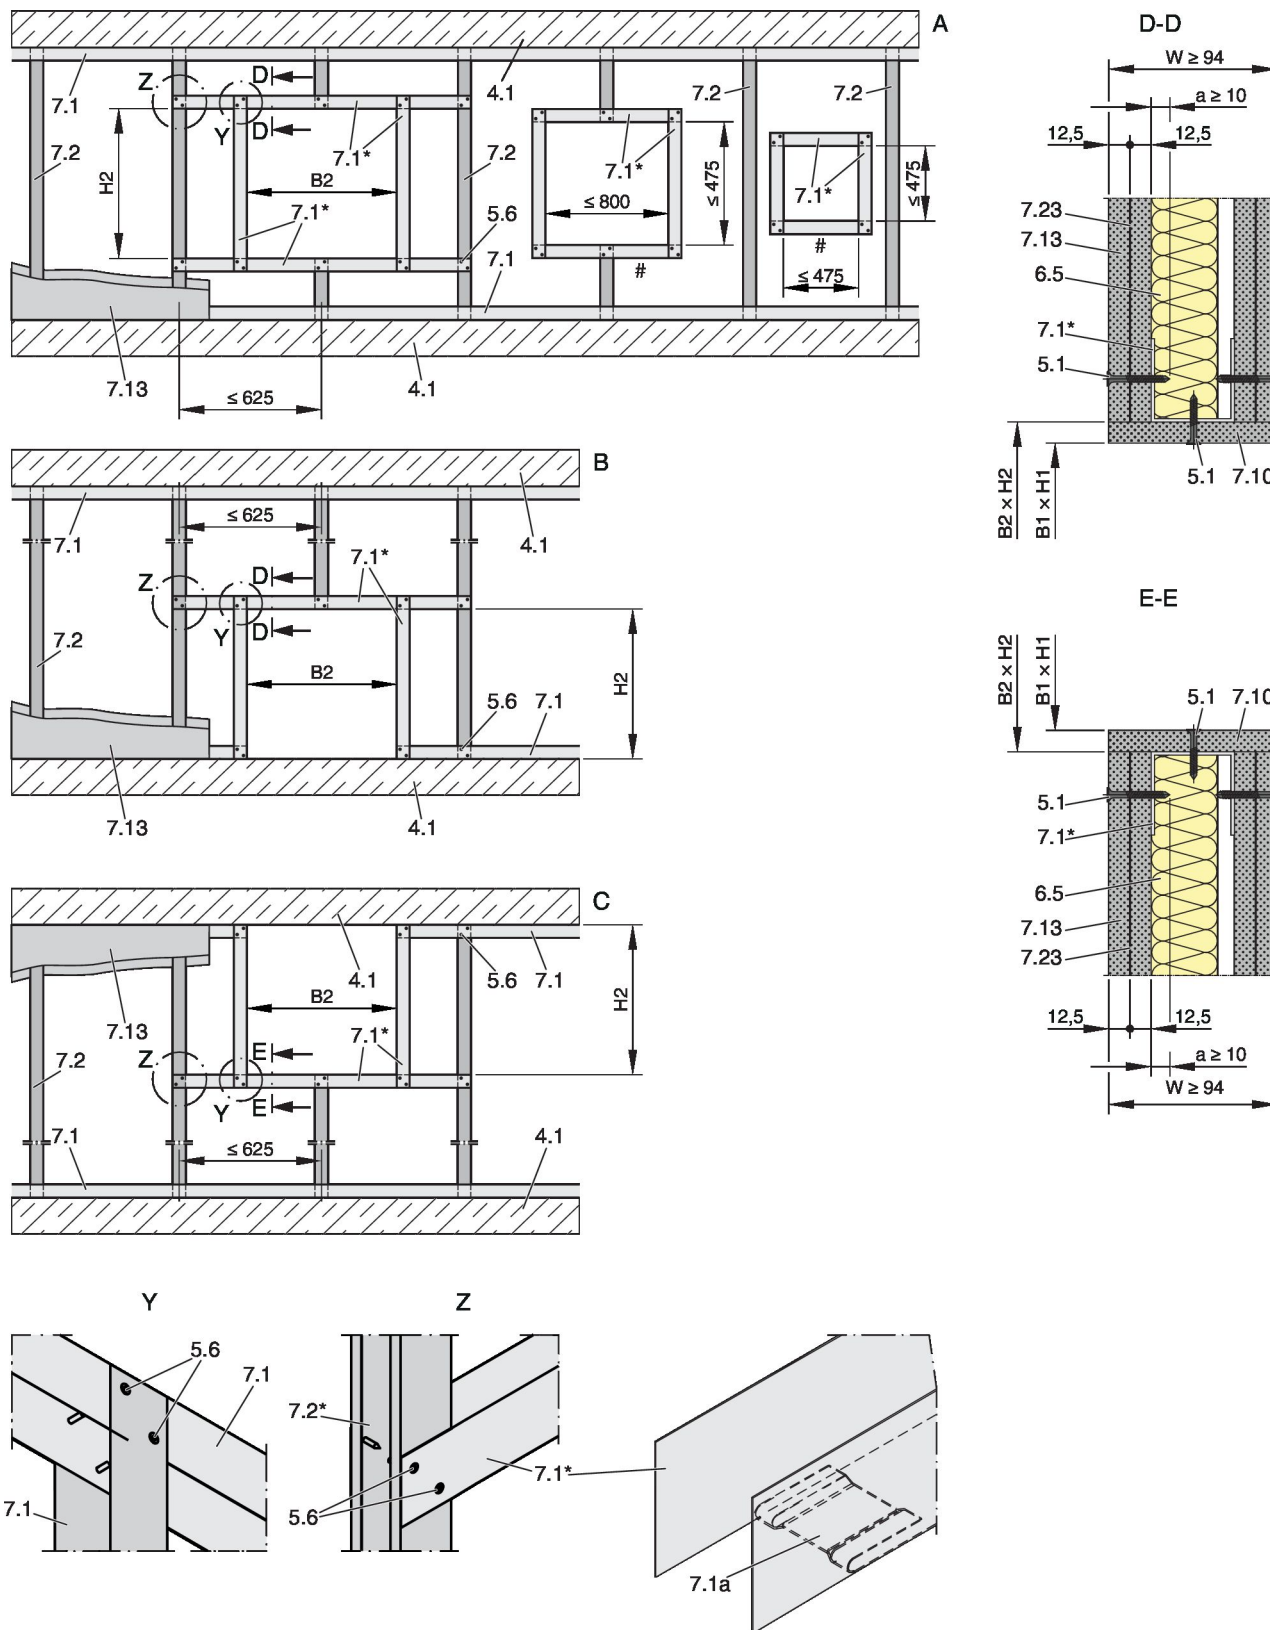 A
Z
D
7.1
4.1
7.2
7.2
Y
D
7.1*
7.2
H2
7.2
B2
7.1*
7.1*
≤ 800
≤ 475
7.1*
≤ 475
5.6
7.1
#
#
≤ 475
7.13
4.1
≤ 625
B
≤ 625
7.1
4.1
7.1*
Z
D
Y
D
7.2
B2
H2
5.6
7.1
7.13
4.1
C
4.1
5.6
7.1
B2
H2
7.13
7.1*
7.2
Z
E
Y
E
7.1
≤ 625
4.1
Y
5.6
7.1
7.1
Z
7.2*
7.1*
5.6
7.1a
D-D
W ≥ 94
a ≥ 10
12,5
12,5
7.23
7.13
6.5
7.1*
5.1
B2 × H2
B1 × H1
5.1
7.10
E-E
B2 × H2
B1 × H1
5.1
7.10
5.1
7.1*
6.5
7.13
7.23
12,5
12,5
a ≥ 10
W ≥ 94